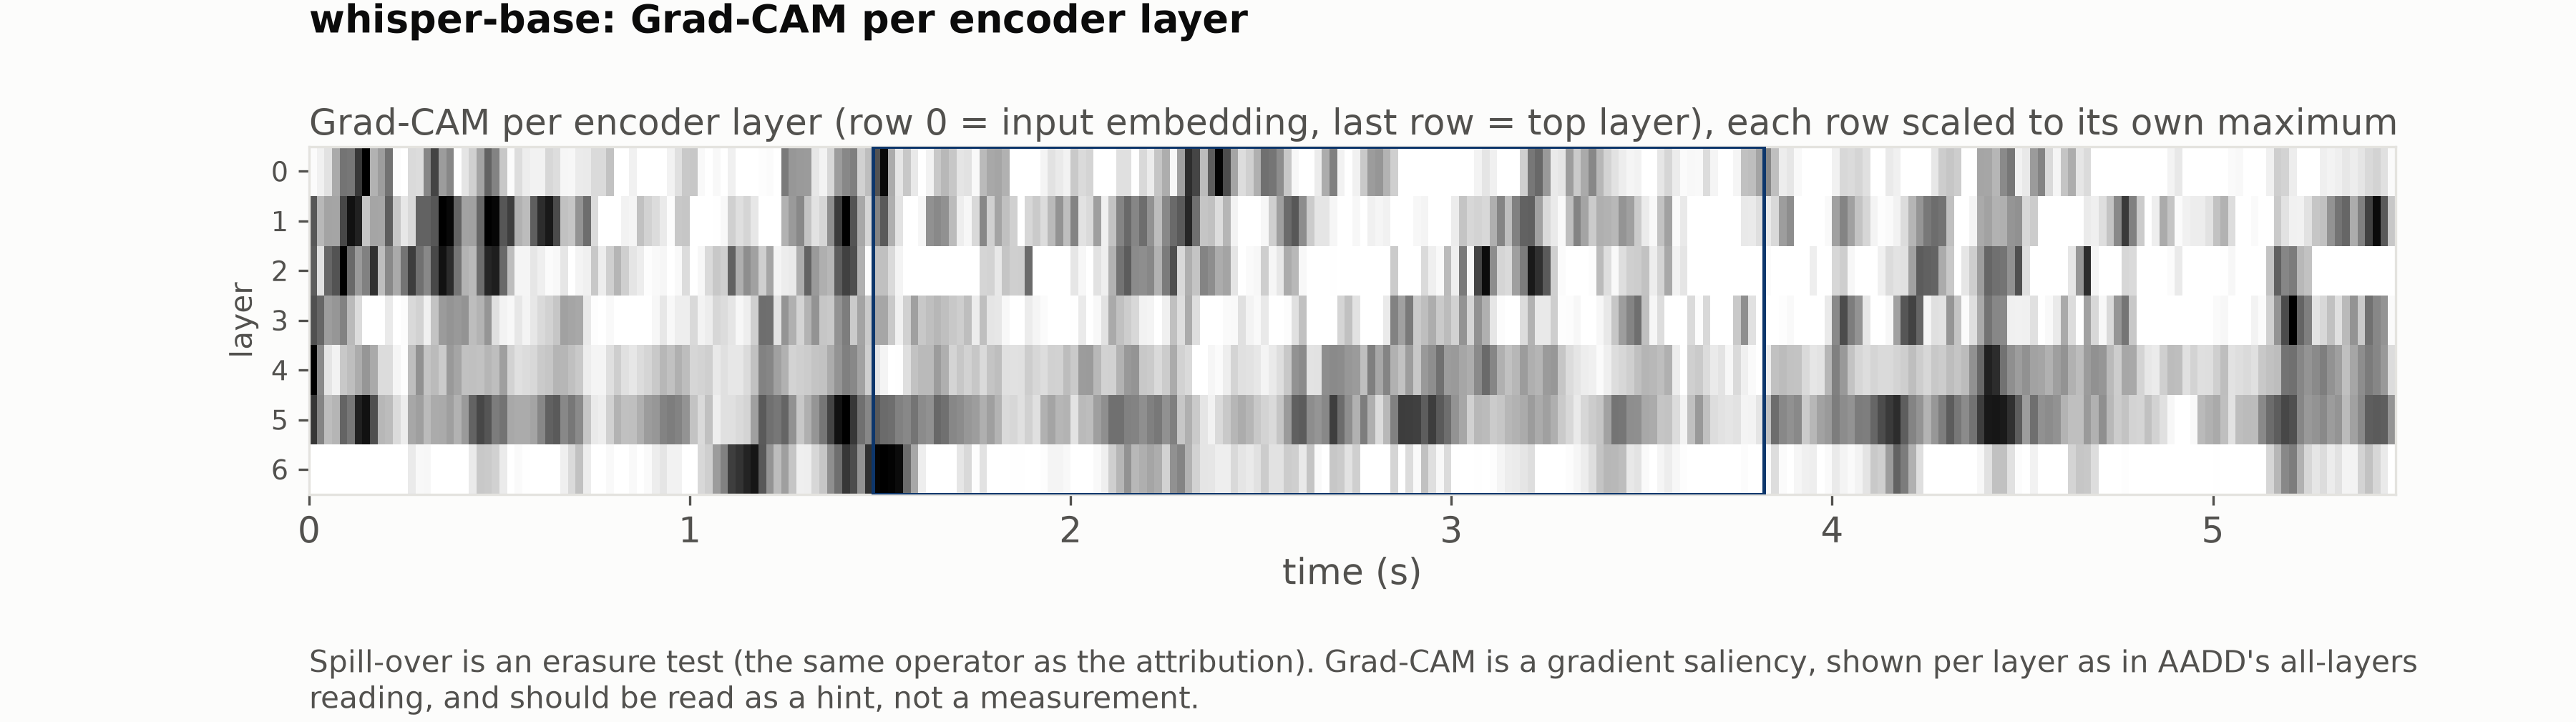 whisper-base: Grad-CAM per encoder layer
Grad-CAM per encoder layer (row 0 = input embedding, last row = top layer), each row scaled to its own maximum
layer
0
1
2
3
4
5
6
0 1 2 3 4 5
time (s)
Spill-over is an erasure test (the same operator as the attribution). Grad-CAM is a gradient saliency, shown per layer as in AADD's all-layers
reading, and should be read as a hint, not a measurement.